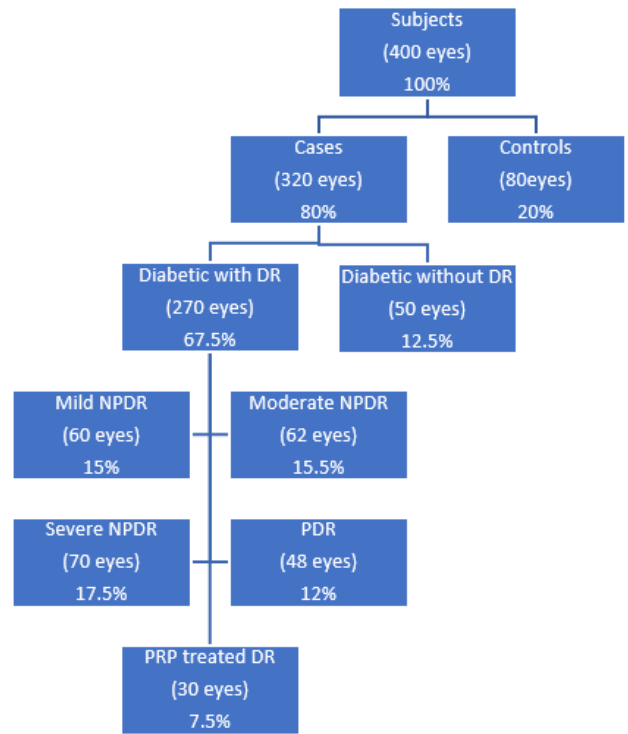 Subjects
(400 eyes)
100%
Cases
(320 eyes)
80%
Controls
(80eyes)
20%
Diabetic with DR
(270 eyes)
67.5%
Diabetic without DR
(50 eyes)
12.5%
Mild NPDR
(60 eyes)
15%
Moderate NPDR
(62 eyes)
15.5%
Severe NPDR
(70 eyes)
17.5%
PDR
(48 eyes)
12%
PRP treated DR
(30 eyes)
7.5%